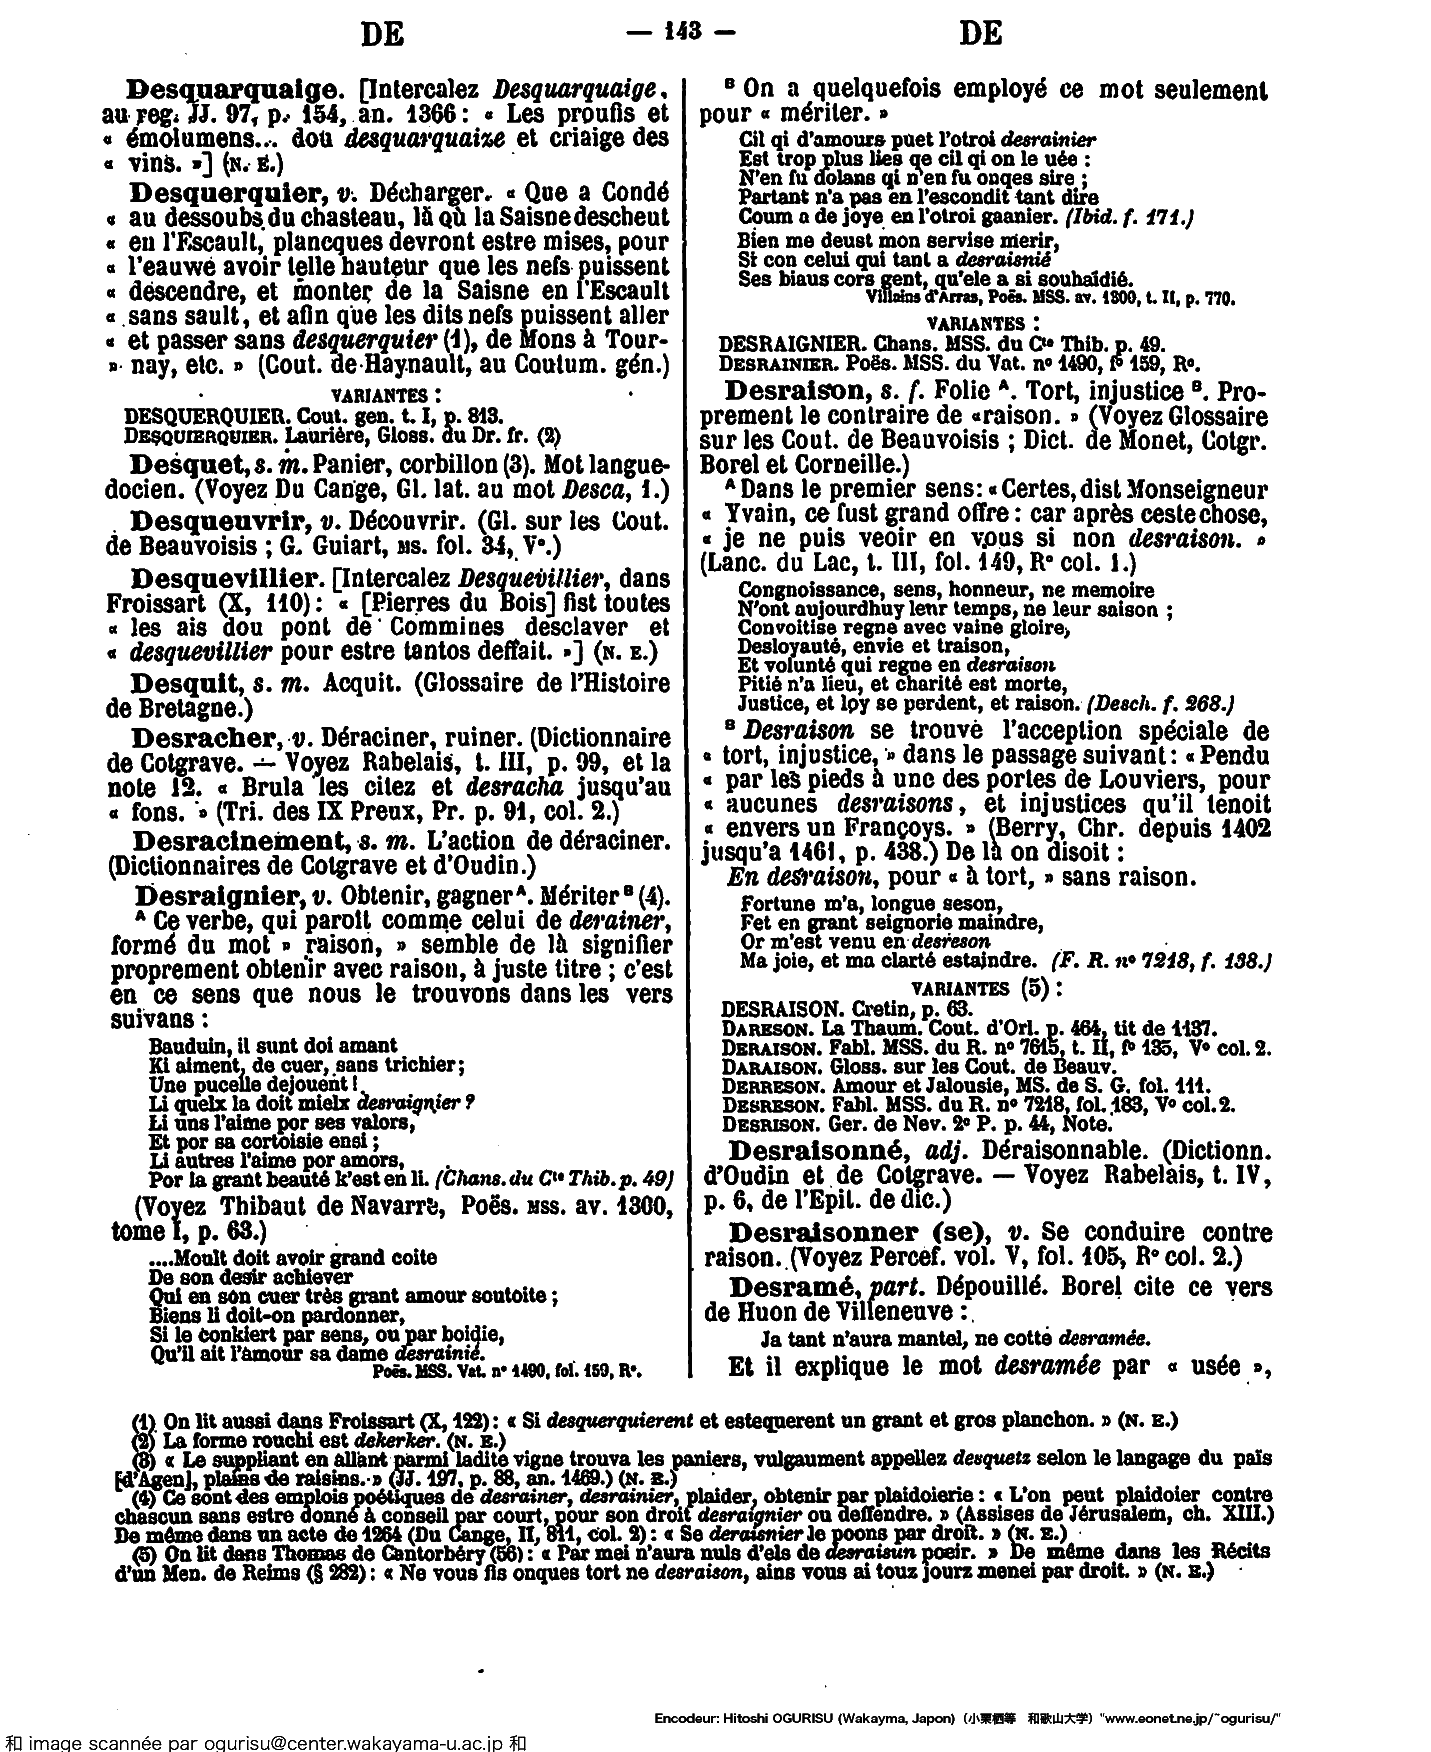 DE — 143 — DE
Desquarquaige. [Intercalez Desquarquaige,
au reg. JJ. 97, p. 154, an. 1366 : « Les proufis et
« émolumens... dou desquarquaize et criaige des
« vins. »] (N. E.)
Desquerquier, v. Décharger. « Que a Condé
« au dessoubs du chasteau, là où la Saisne descheut
« en l'Escault, plancques devront estre mises, pour
« l'eauwe avoir telle hauteur que les nefs puissent
« descendre, et monter de la Saisne en l'Escault
« sans sault, et afin que les dits nefs puissent aller
« et passer sans desquerquier (1), de Mons à Tour-
» nay, etc. » (Cout. de Haynault, au Coutum. gén.)
VARIANTES :
DESQUERQUIER. Cout. gen. t. I, p. 813.
DESQUIERQUIER. Laurière, Gloss. du Dr. fr. (2)
Desquet, s. m. Panier, corbillon (3). Mot langue-
docien. (Voyez Du Cange, Gl. lat. au mot Desca, 1.)
Desqueuvrir, v. Découvrir. (Gl. sur les Cout.
de Beauvoisis ; G. Guiart, MS. fol. 34, V°.)
Desquevillier. [Intercalez Desquevillier, dans
Froissart (X, 110) : « [Pierres du Bois] fist toutes
« les ais dou pont de Commines desclaver et
« desquevillier pour estre tantos deffait. »] (N. E.)
Desquit, s. m. Acquit. (Glossaire de l'Histoire
de Bretagne.)
Desracher, v. Déraciner, ruiner. (Dictionnaire
de Cotgrave. — Voyez Rabelais, t. III, p. 99, et la
note 12. « Brula les citez et desracha jusqu'au
« fons. » (Tri. des IX Preux, Pr. p. 91, col. 2.)
Desracinement, s. m. L'action de déraciner.
(Dictionnaires de Cotgrave et d'Oudin.)
Desraignier, v. Obtenir, gagner ᴬ. Mériter ᴮ (4).
ᴬ Ce verbe, qui paroit comme celui de derainer,
formé du mot » raison, » semble de là signifier
proprement obtenir avec raison, à juste titre ; c'est
en ce sens que nous le trouvons dans les vers
suivans :
Bauduin, il sunt doi amant
Ki aiment, de cuer, sans trichier ;
Une pucelle dejouent !
Li quelx la doit mielx desraignier ?
Li uns l'aime por ses valors,
Et por sa cortoisie ensi ;
Li autres l'aime por amors,
Por la grant beauté k'est en li. (Chans. du Cte Thib. p. 49)
(Voyez Thibaut de Navarre, Poës. MSS. av. 1300,
tome I, p. 63.)
....Moult doit avoir grand coite
De son desir achiever
Qui en son cuer très grant amour soutoite ;
Biens li doit-on pardonner,
Si le conkiert par sens, ou par boidie,
Qu'il ait l'amour sa dame desrainié.
Poës. MSS. Vat. n° 1490, fol. 159, R°.
ᴮ On a quelquefois employé ce mot seulement
pour « mériter. »
Cil qi d'amours puet l'otroi desrainier
Est trop plus lies qe cil qi on le uée :
N'en fu dolans qi n'en fu onqes sire ;
Partant n'a pas en l'escondit tant dire
Coum a de joye en l'otroi gaanier. (Ibid. f. 171.)
Bien me deust mon servise merir,
Si con celui qui tant a desraisnié
Ses biaus cors gent, qu'ele a si souhaïdié.
Villains d'Arras, Poës. MSS. av. 1300, t. II, p. 770.
VARIANTES :
DESRAIGNIER. Chans. MSS. du Cte Thib. p. 49.
DESRAINIER. Poës. MSS. du Vat. n° 1490, f° 159, R°.
Desraison, s. f. Folie ᴬ. Tort, injustice ᴮ. Pro-
prement le contraire de « raison. » (Voyez Glossaire
sur les Cout. de Beauvoisis ; Dict. de Monet, Cotgr.
Borel et Corneille.)
ᴬ Dans le premier sens : « Certes, dist Monseigneur
« Yvain, ce fust grand offre : car après ceste chose,
« je ne puis veoir en vous si non desraison. »
(Lanc. du Lac, t. III, fol. 149, R° col. 1.)
Congnoissance, sens, honneur, ne memoire
N'ont aujourdhuy leur temps, ne leur saison ;
Convoitise regne avec vaine gloire,
Desloyauté, envie et traison,
Et volunté qui regne en desraison
Pitié n'a lieu, et charité est morte,
Justice, et loy se perdent, et raison. (Desch. f. 268.)
ᴮ Desraison se trouve l'acception spéciale de
« tort, injustice, » dans le passage suivant : « Pendu
« par les pieds à une des portes de Louviers, pour
« aucunes desraisons, et injustices qu'il tenoit
« envers un Françoys. » (Berry, Chr. depuis 1402
jusqu'a 1461, p. 438.) De là on disoit :
En desraison, pour « à tort, » sans raison.
Fortune m'a, longue seson,
Fet en grant seignorie maindre,
Or m'est venu en desreson
Ma joie, et ma clarté estaindre. (F. R. n° 7218, f. 138.)
VARIANTES (5) :
DESRAISON. Cretin, p. 63.
DARESON. La Thaum. Cout. d'Orl. p. 464, tit de 1137.
DERAISON. Fabl. MSS. du R. n° 7615, t. II, f° 135, V° col. 2.
DARAISON. Gloss. sur les Cout. de Beauv.
DERRESON. Amour et Jalousie, MS. de S. G. fol. 111.
DESRESON. Fabl. MSS. du R. n° 7218, fol. 183, V° col. 2.
DESRISON. Ger. de Nev. 2e P. p. 44, Note.
Desraisonné, adj. Déraisonnable. (Dictionn.
d'Oudin et de Cotgrave. — Voyez Rabelais, t. IV,
p. 6, de l'Epit. de dic.)
Desraisonner (se), v. Se conduire contre
raison. (Voyez Percef. vol. V, fol. 105, R° col. 2.)
Desramé, part. Dépouillé. Borel cite ce vers
de Huon de Villeneuve :
Ja tant n'aura mantel, ne cotte desramée.
Et il explique le mot desramée par « usée »,
(1) On lit aussi dans Froissart (X, 122) : « Si desquerquierent et estequerent un grant et gros planchon. » (N. E.)
(2) La forme rouchi est dekerker. (N. E.)
(3) « Le suppliant en allant parmi ladite vigne trouva les paniers, vulgaument appellez desquetz selon le langage du païs
[d'Agen], plains de raisins. » (JJ. 197, p. 88, an. 1469.) (N. E.)
(4) Ce sont des emplois poétiques de desrainer, desrainier, plaider, obtenir par plaidoierie : « L'on peut plaidoier contre
chascun sans estre donné à conseil par court, pour son droit desraignier ou deffendre. » (Assises de Jérusalem, ch. XIII.)
De même dans un acte de 1264 (Du Cange, II, 811, col. 2) : « Se deraisnier le poons par droit. » (N. E.)
(5) On lit dans Thomas de Cantorbéry (56) : « Par mei n'aura nuls d'els de desraisun poeir. » De même dans les Récits
d'un Men. de Reims (§ 282) : « Ne vous fis onques tort ne desraison, ains vous ai touz jourz menei par droit. » (N. E.)
Encodeur: Hitoshi OGURISU (Wakayma, Japon) (小栗栖等 和歌山大学) "www.eonet.ne.jp/~ogurisu/"
和 image scannée par ogurisu@center.wakayama-u.ac.jp 和